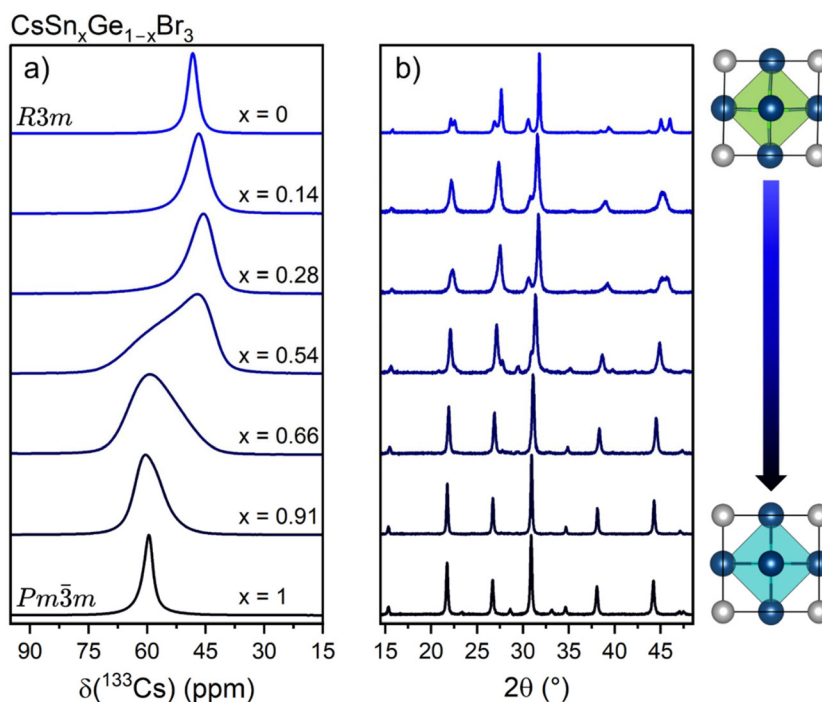 CsSnₓGe₁₋ₓBr₃
a)
R3m
x = 0
x = 0.14
x = 0.28
x = 0.54
x = 0.66
x = 0.91
Pm3̄m
x = 1
90 75 60 45 30 15
δ(¹³³Cs) (ppm)
b)
15 20 25 30 35 40 45
2θ (°)